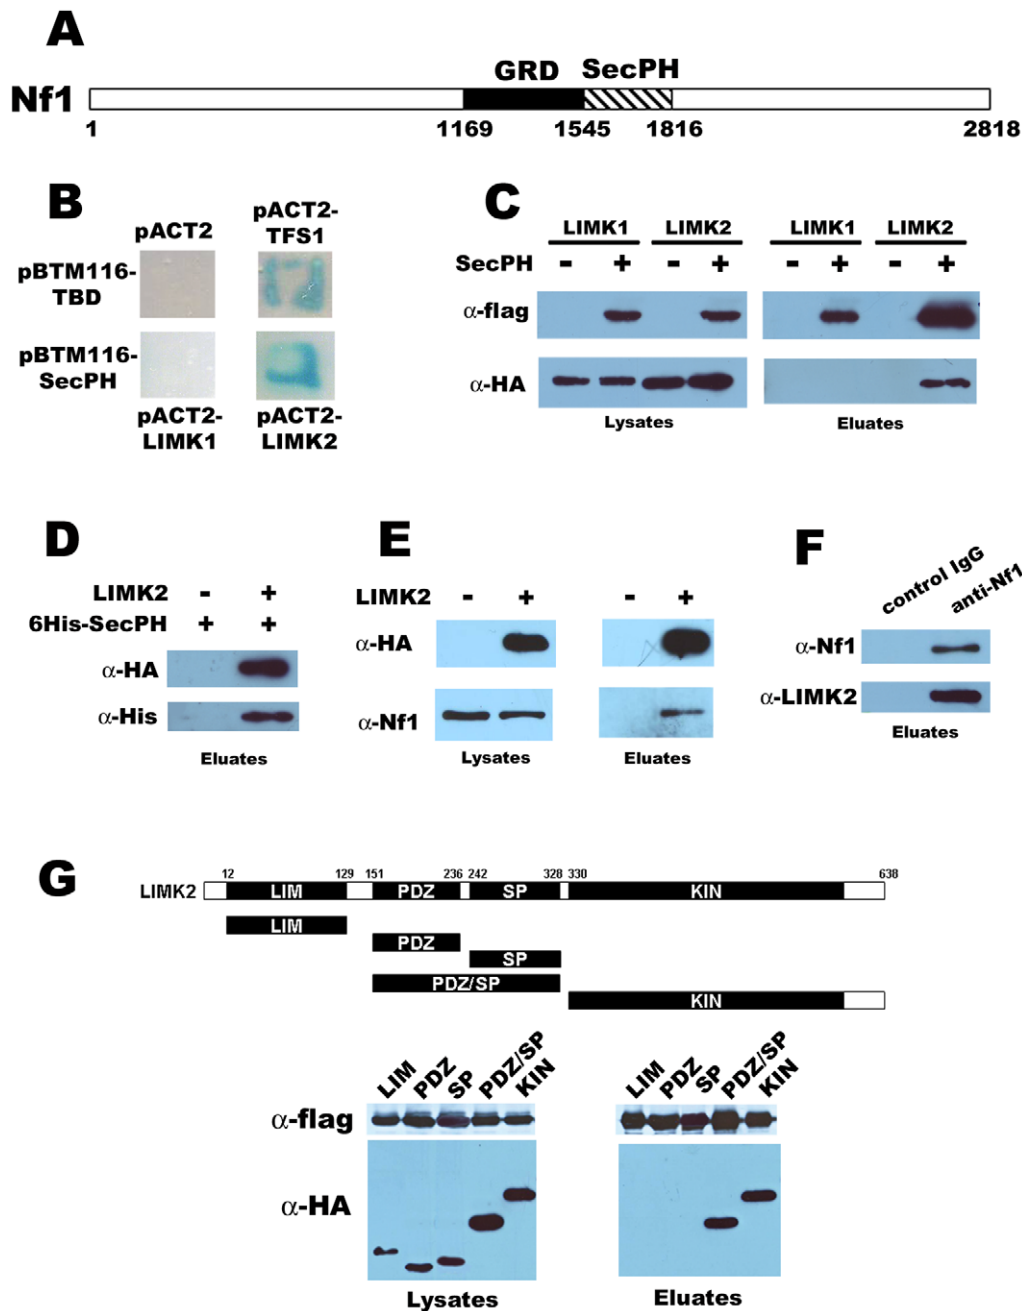 A
GRD SecPH
Nf1
1 1169 1545 1816 2818
B
pACT2 pACT2-
TFS1
pBTM116-
TBD
pBTM116-
SecPH
pACT2-
LIMK1
pACT2-
LIMK2
C
LIMK1 LIMK2 LIMK1 LIMK2
SecPH - + - + - + - +
α-flag
α-HA
Lysates Eluates
D
LIMK2 - +
6His-SecPH + +
α-HA
α-His
Eluates
E
LIMK2 - + - +
α-HA
α-Nf1
Lysates Eluates
F
control IgG
anti-Nf1
α-Nf1
α-LIMK2
Eluates
G
12 129 151 236 242 328 330 638
LIMK2 LIM PDZ SP KIN
LIM
PDZ
SP
PDZ/SP
KIN
LIM PDZ SP PDZ/SP KIN LIM PDZ SP PDZ/SP KIN
α-flag
α-HA
Lysates Eluates